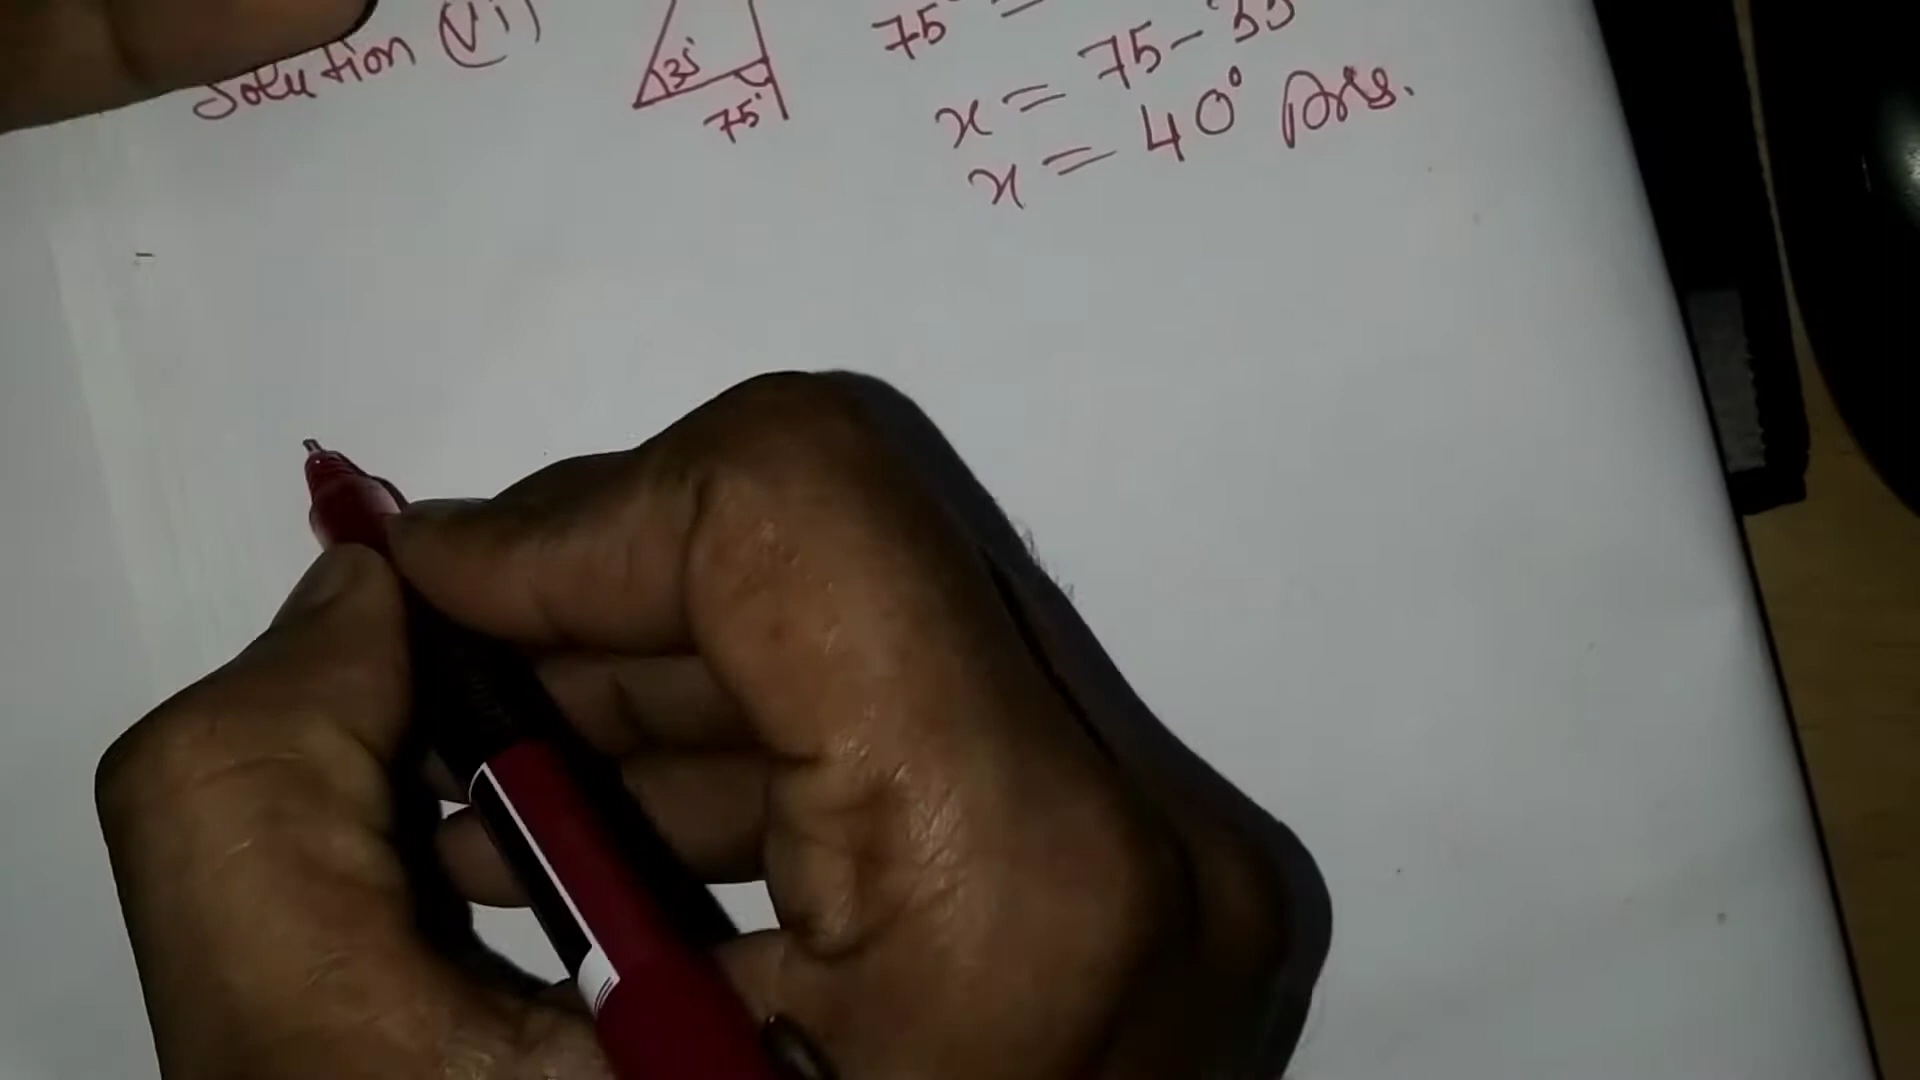 Solution (vi)
35°
75°
75° =
x = 75 - 35
x = 40° Ans.